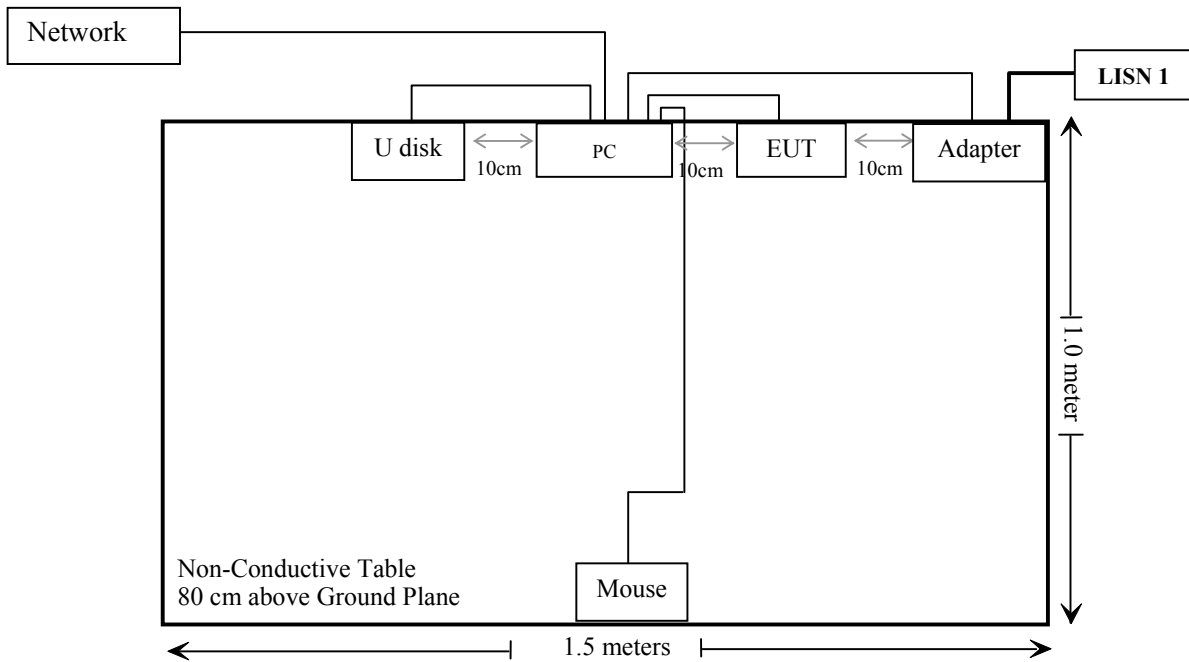 Network
LISN 1
U disk
PC
EUT
Adapter
10cm
10cm
10cm
1.0 meter
Non-Conductive Table
80 cm above Ground Plane
Mouse
1.5 meters